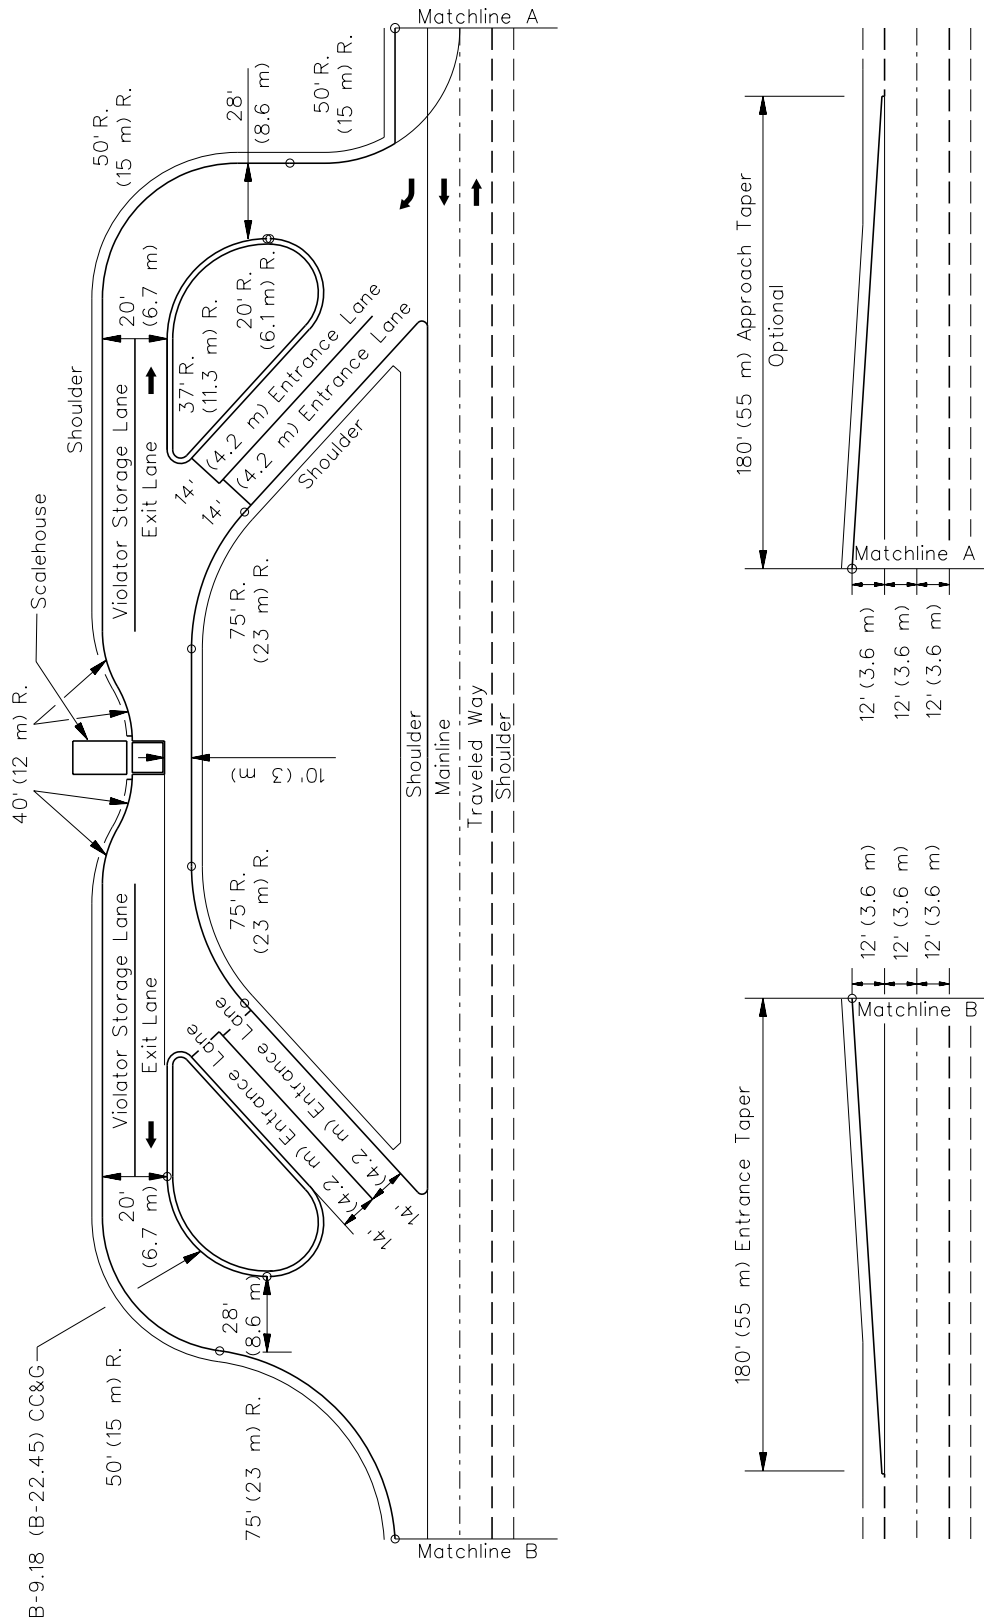 Matchline A
50' R.
(15 m) R.
28'
(8.6 m)
50' R.
(15 m) R.
20'
(6.7 m)
20' R.
(6.1m) R.
37' R.
(11.3 m) R.
Shoulder
Violator Storage Lane
Exit Lane
14'
(4.2 m) Entrance Lane
14'
(4.2 m) Entrance Lane
Shoulder
Scalehouse
40' (12 m) R.
75' R.
(23 m) R.
10' (3 m)
Shoulder
Mainline
Traveled Way
Shoulder
75' R.
(23 m) R.
Violator Storage Lane
Exit Lane
14'
(4.2 m) Entrance Lane
14'
(4.2 m) Entrance Lane
20'
(6.7 m)
28'
(8.6 m)
B-9.18 (B-22.45) CC&G
50' (15 m) R.
75' (23 m) R.
Matchline B
180' (55 m) Approach Taper
Optional
Matchline A
12' (3.6 m)
12' (3.6 m)
12' (3.6 m)
12' (3.6 m)
12' (3.6 m)
12' (3.6 m)
Matchline B
180' (55 m) Entrance Taper